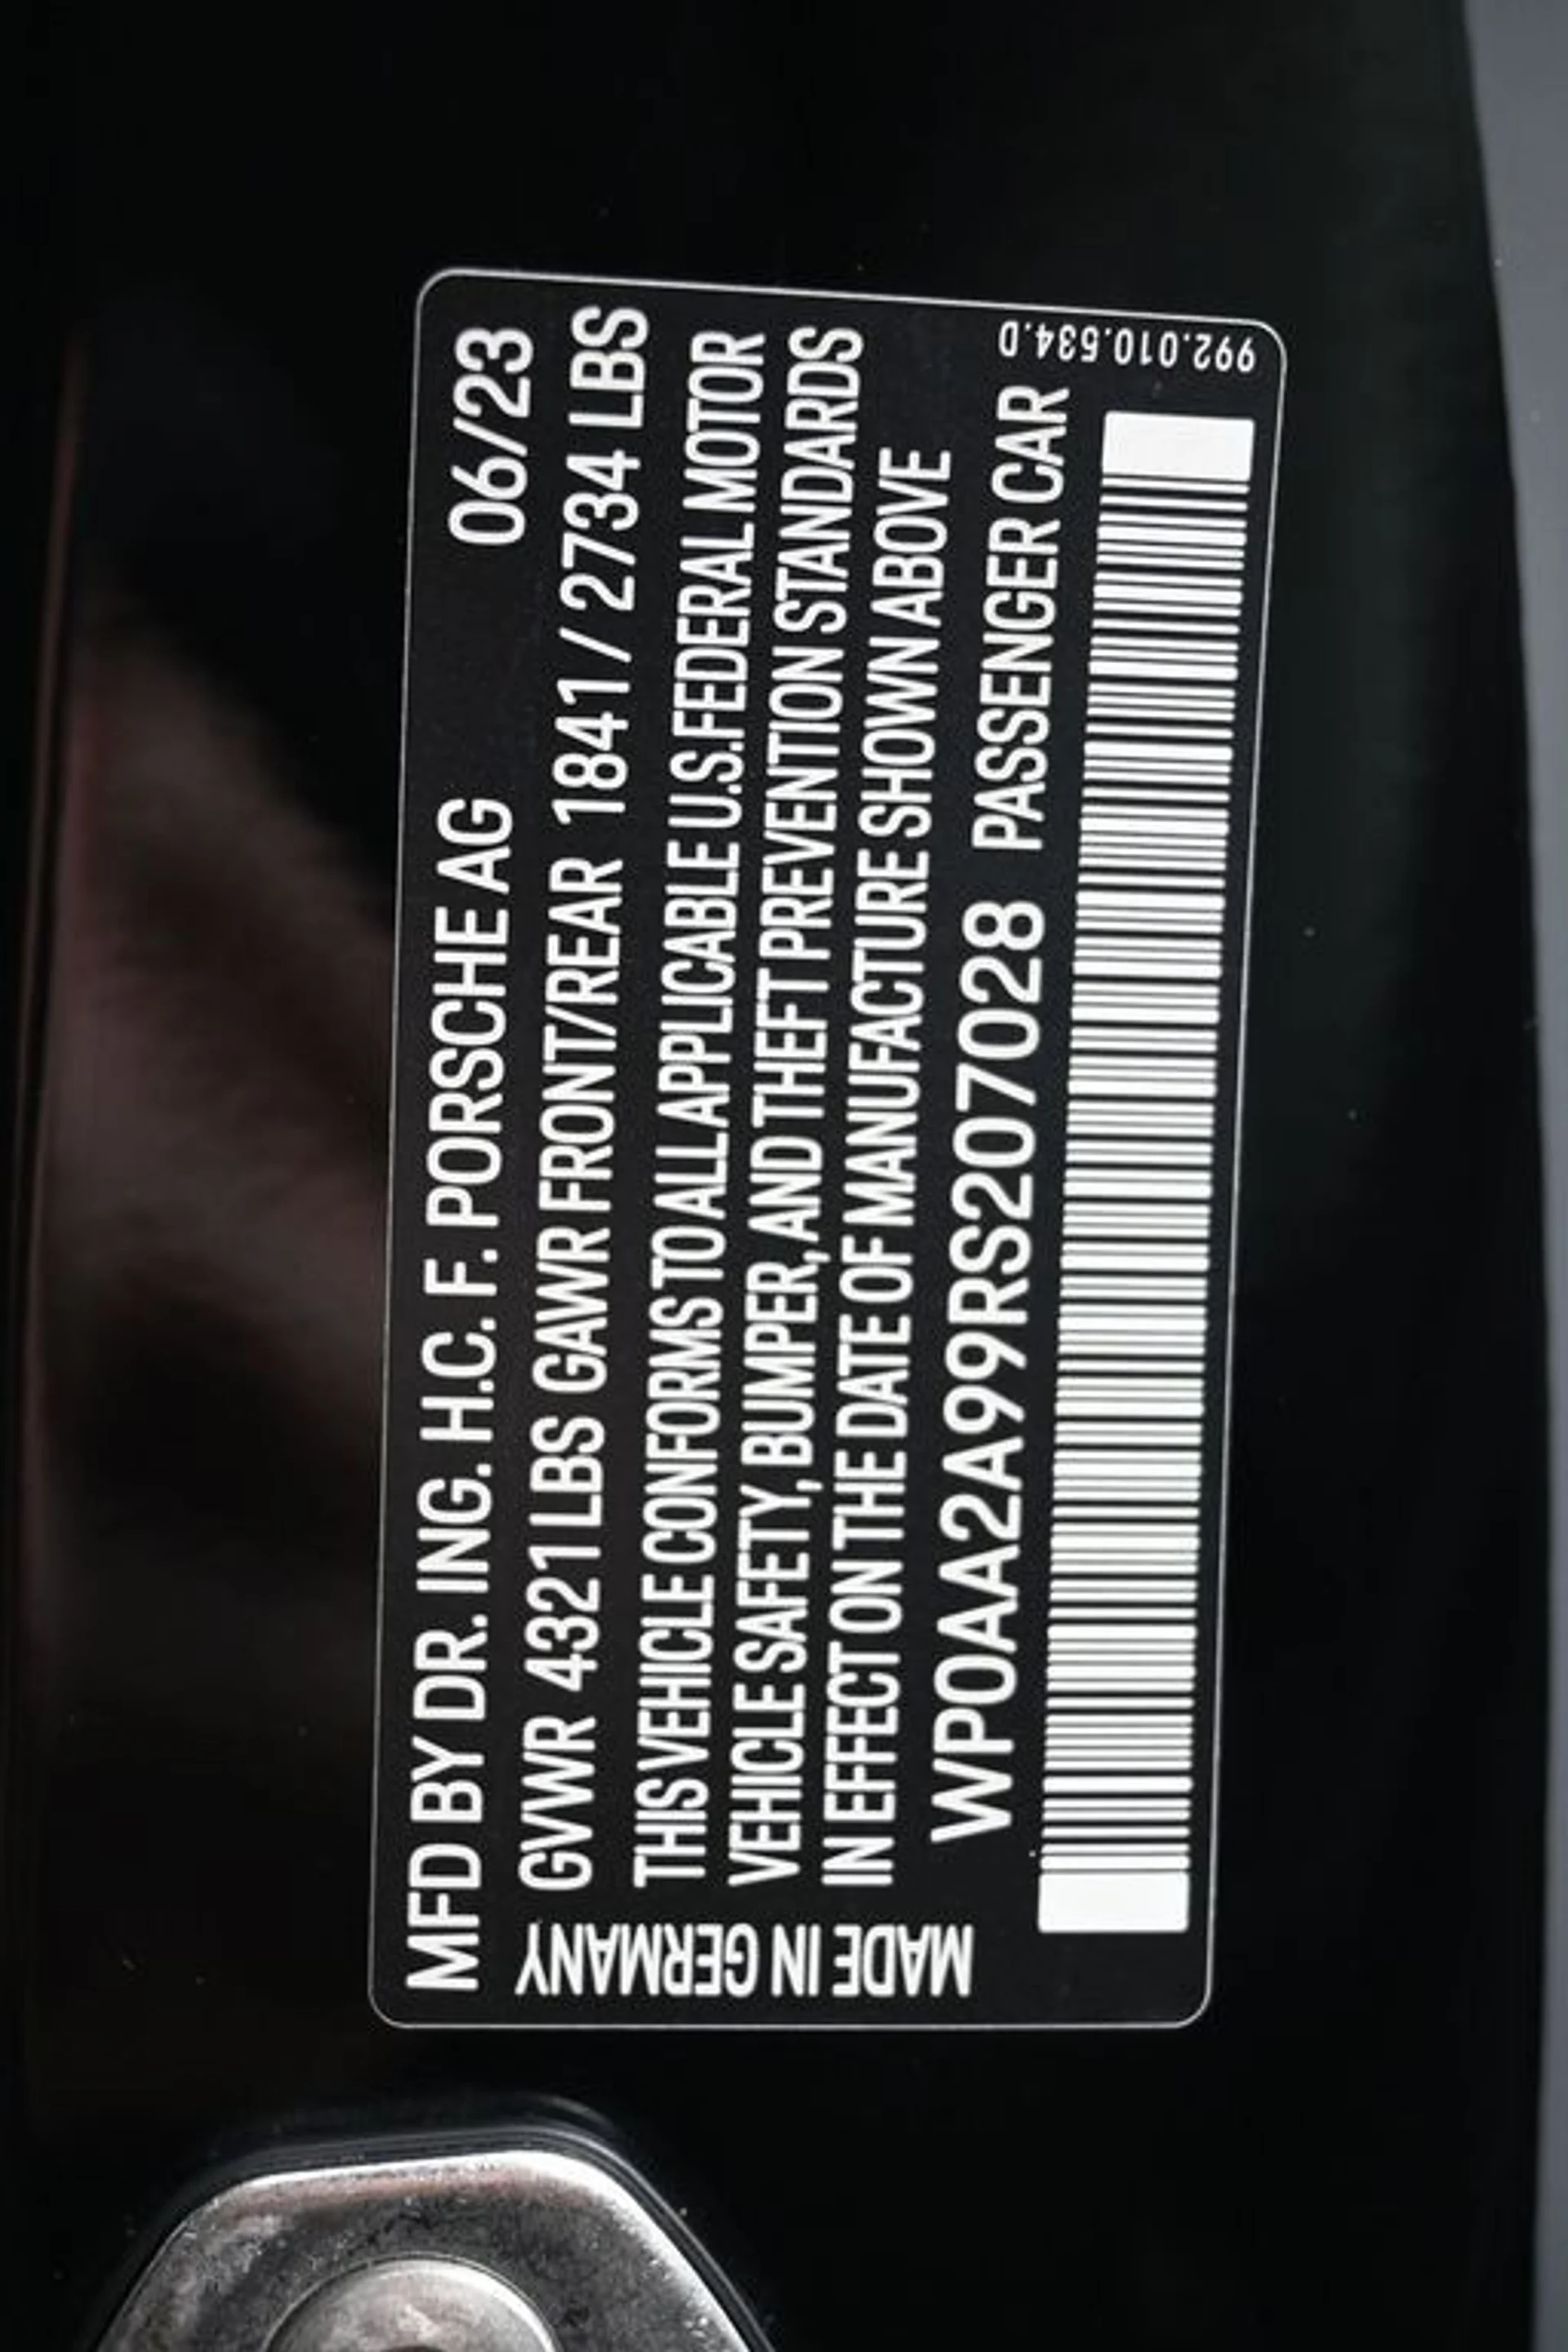 MFD BY DR. ING. H.C. F. PORSCHE AG 06/23
GVWR 4321 LBS GAWR FRONT/REAR 1841 / 2734 LBS
THIS VEHICLE CONFORMS TO ALL APPLICABLE U.S.FEDERAL MOTOR
VEHICLE SAFETY, BUMPER, AND THEFT PREVENTION STANDARDS
IN EFFECT ON THE DATE OF MANUFACTURE SHOWN ABOVE
WP0AA2A99RS207028 PASSENGER CAR
MADE IN GERMANY
992.010.534.D